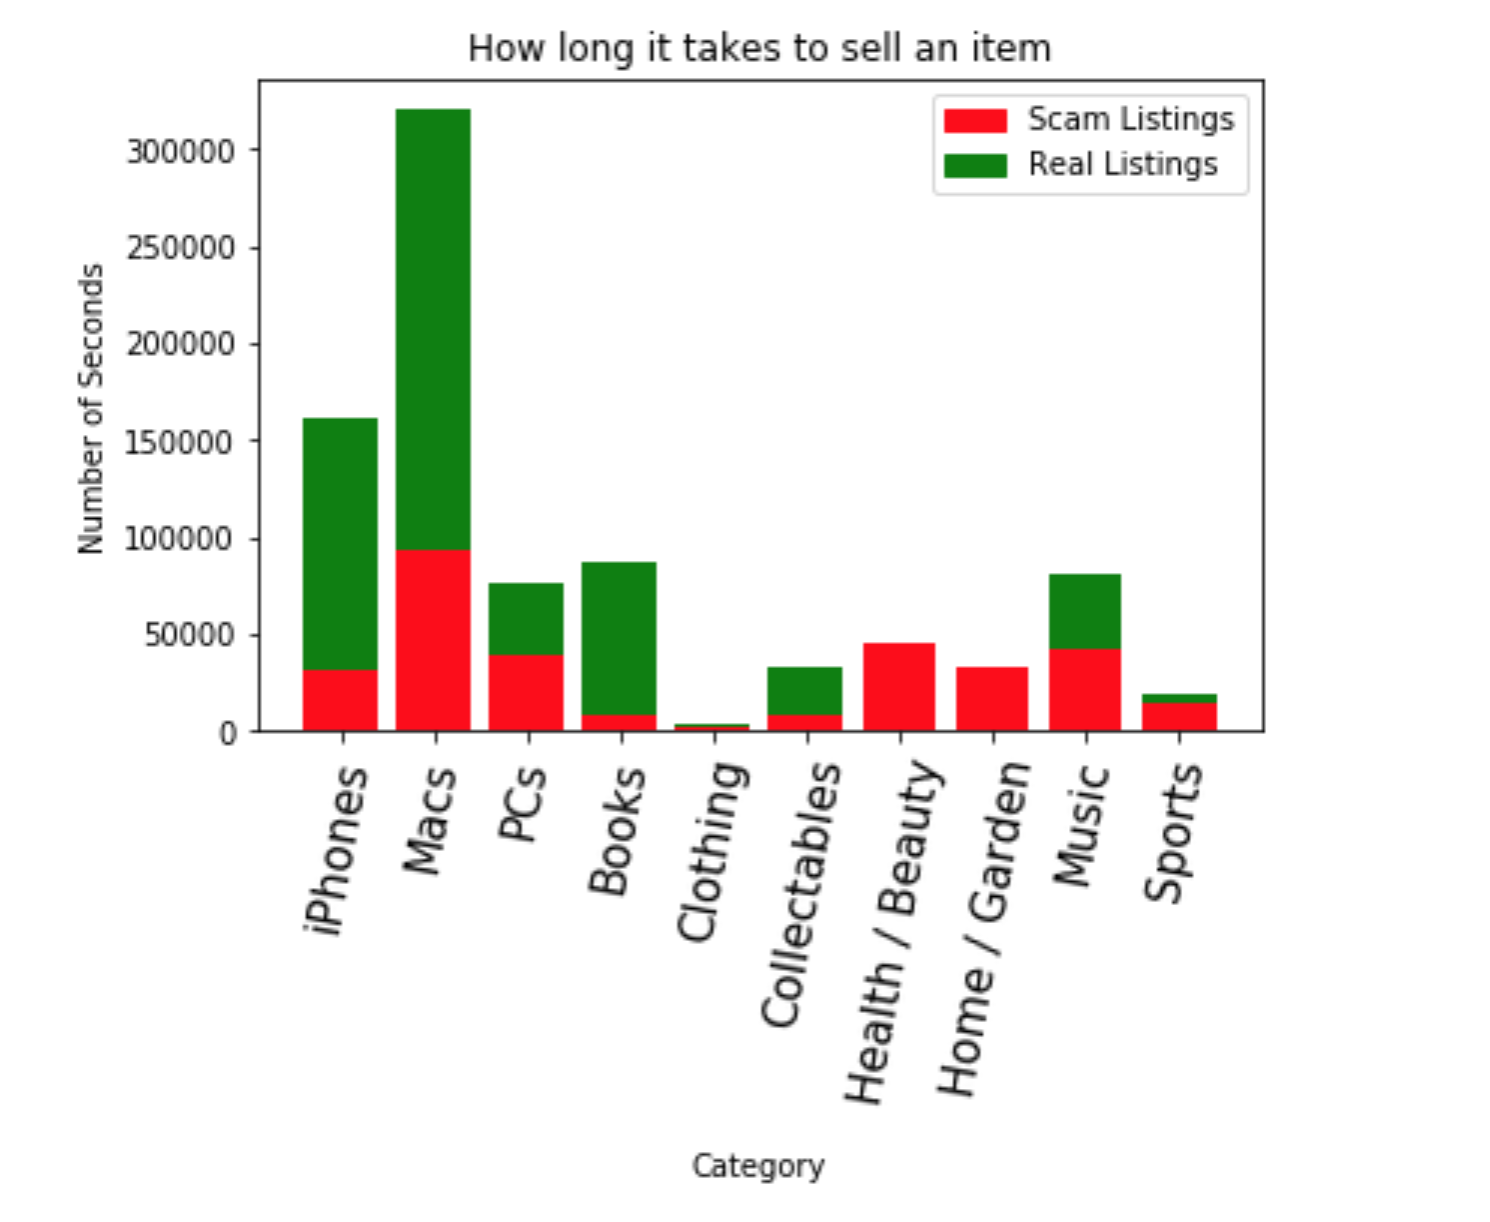 How long it takes to sell an item
Scam Listings
Real Listings
Number of Seconds
300000
250000
200000
150000
100000
50000
0
iPhones
Macs
PCs
Books
Clothing
Collectables
Health / Beauty
Home / Garden
Music
Sports
Category